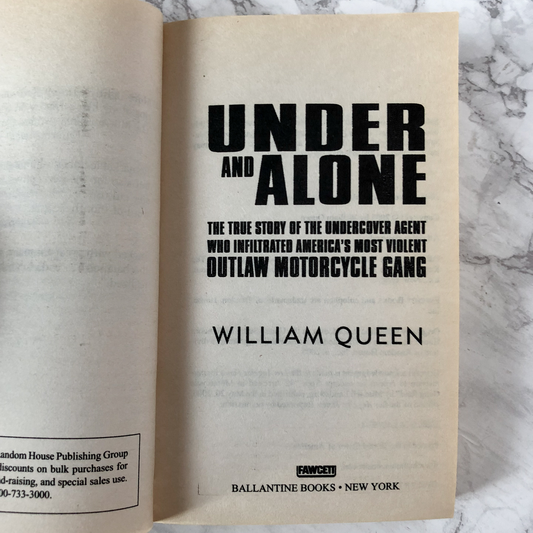 andom House Publishing Group
discounts on bulk purchases for
d-raising, and special sales use.
00-733-3000.
UNDER
AND ALONE
THE TRUE STORY OF THE UNDERCOVER AGENT
WHO INFILTRATED AMERICA'S MOST VIOLENT
OUTLAW MOTORCYCLE GANG
WILLIAM QUEEN
FAWCETT
BALLANTINE BOOKS • NEW YORK